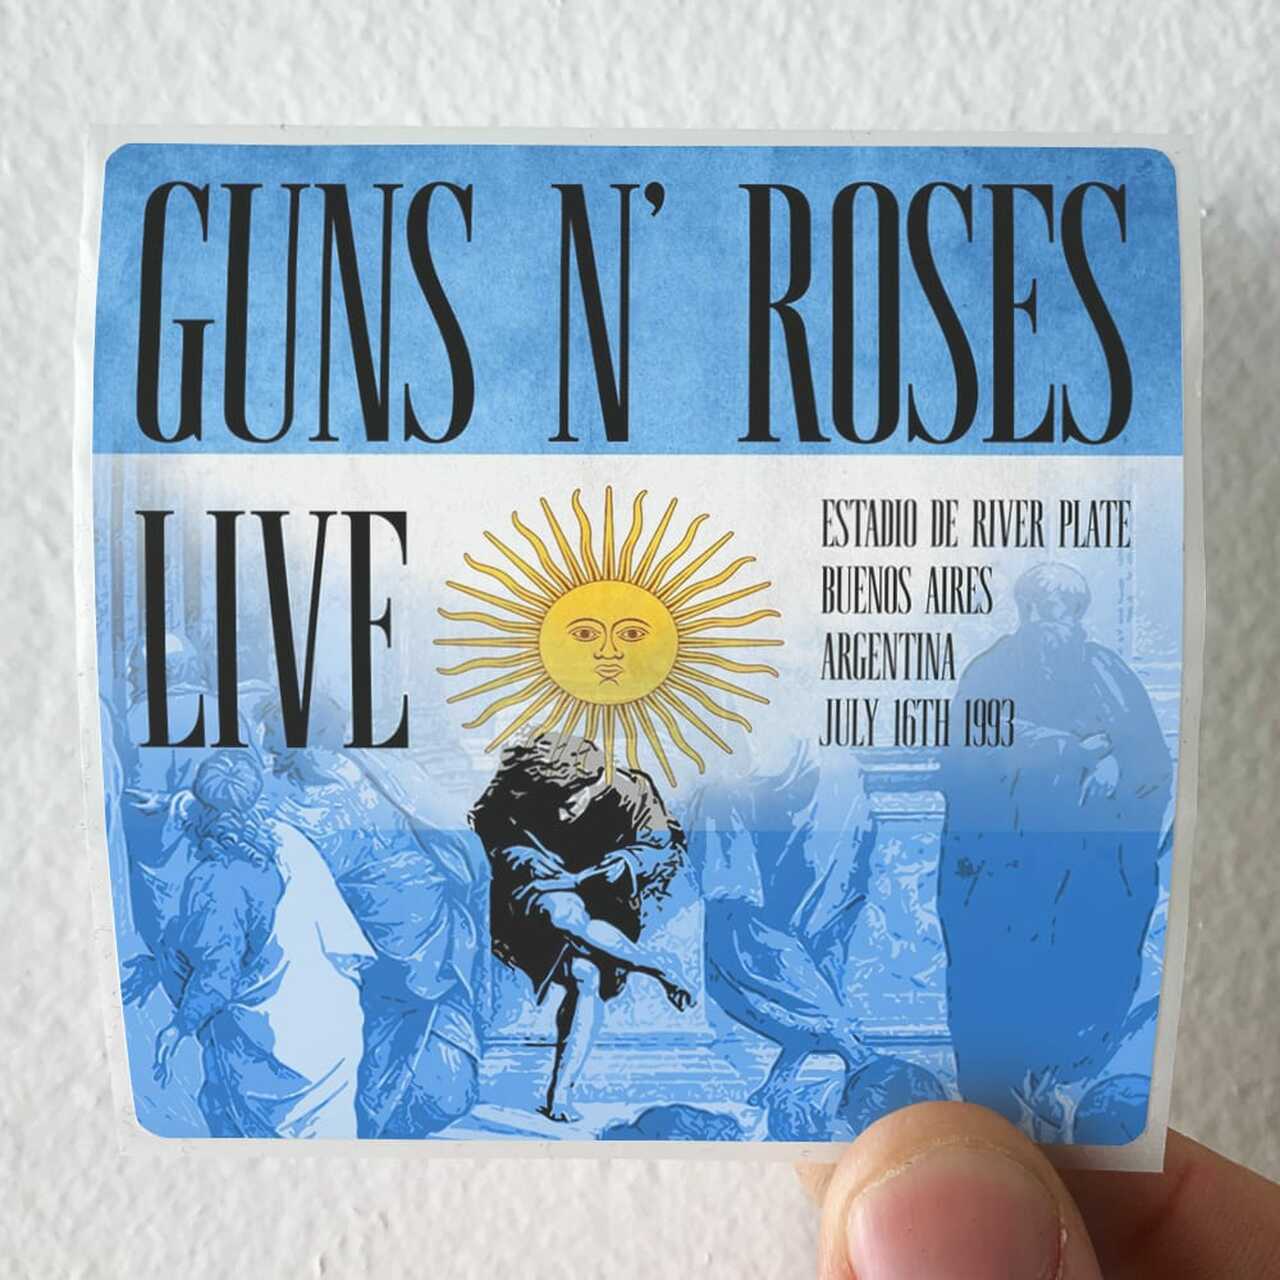 GUNS N' ROSES
LIVE
ESTADIO DE RIVER PLATE
BUENOS AIRES
ARGENTINA
JULY 16TH 1993